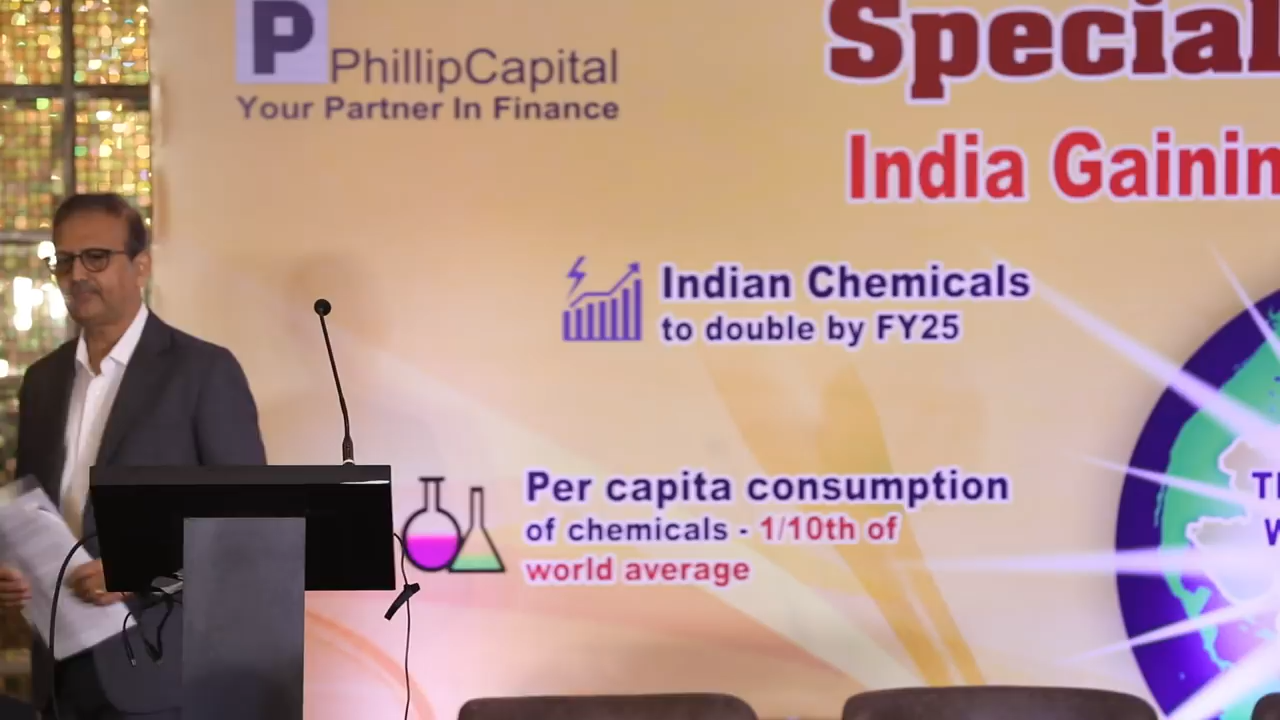 P
PhillipCapital
Your Partner In Finance
Special
India Gainin
Indian Chemicals
to double by FY25
Per capita consumption
of chemicals - 1/10th of
world average